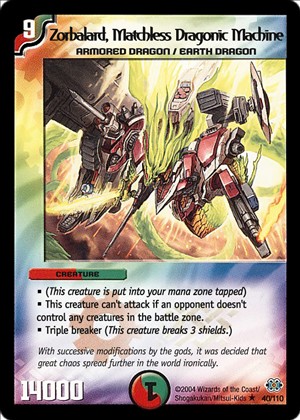 9
Zorbalard, Matchless Dragonic Machine
ARMORED DRAGON / EARTH DRAGON
CREATURE
■ (This creature is put into your mana zone tapped)
■ This creature can't attack if an opponent doesn't
control any creatures in the battle zone.
■ Triple breaker (This creature breaks 3 shields.)
With successive modifications by the gods, it was decided that
great chaos spread further in the world ironically.
14000
1
©2004 Wizards of the Coast/
Shogakukan/Mitsui-Kids ★ 40/110